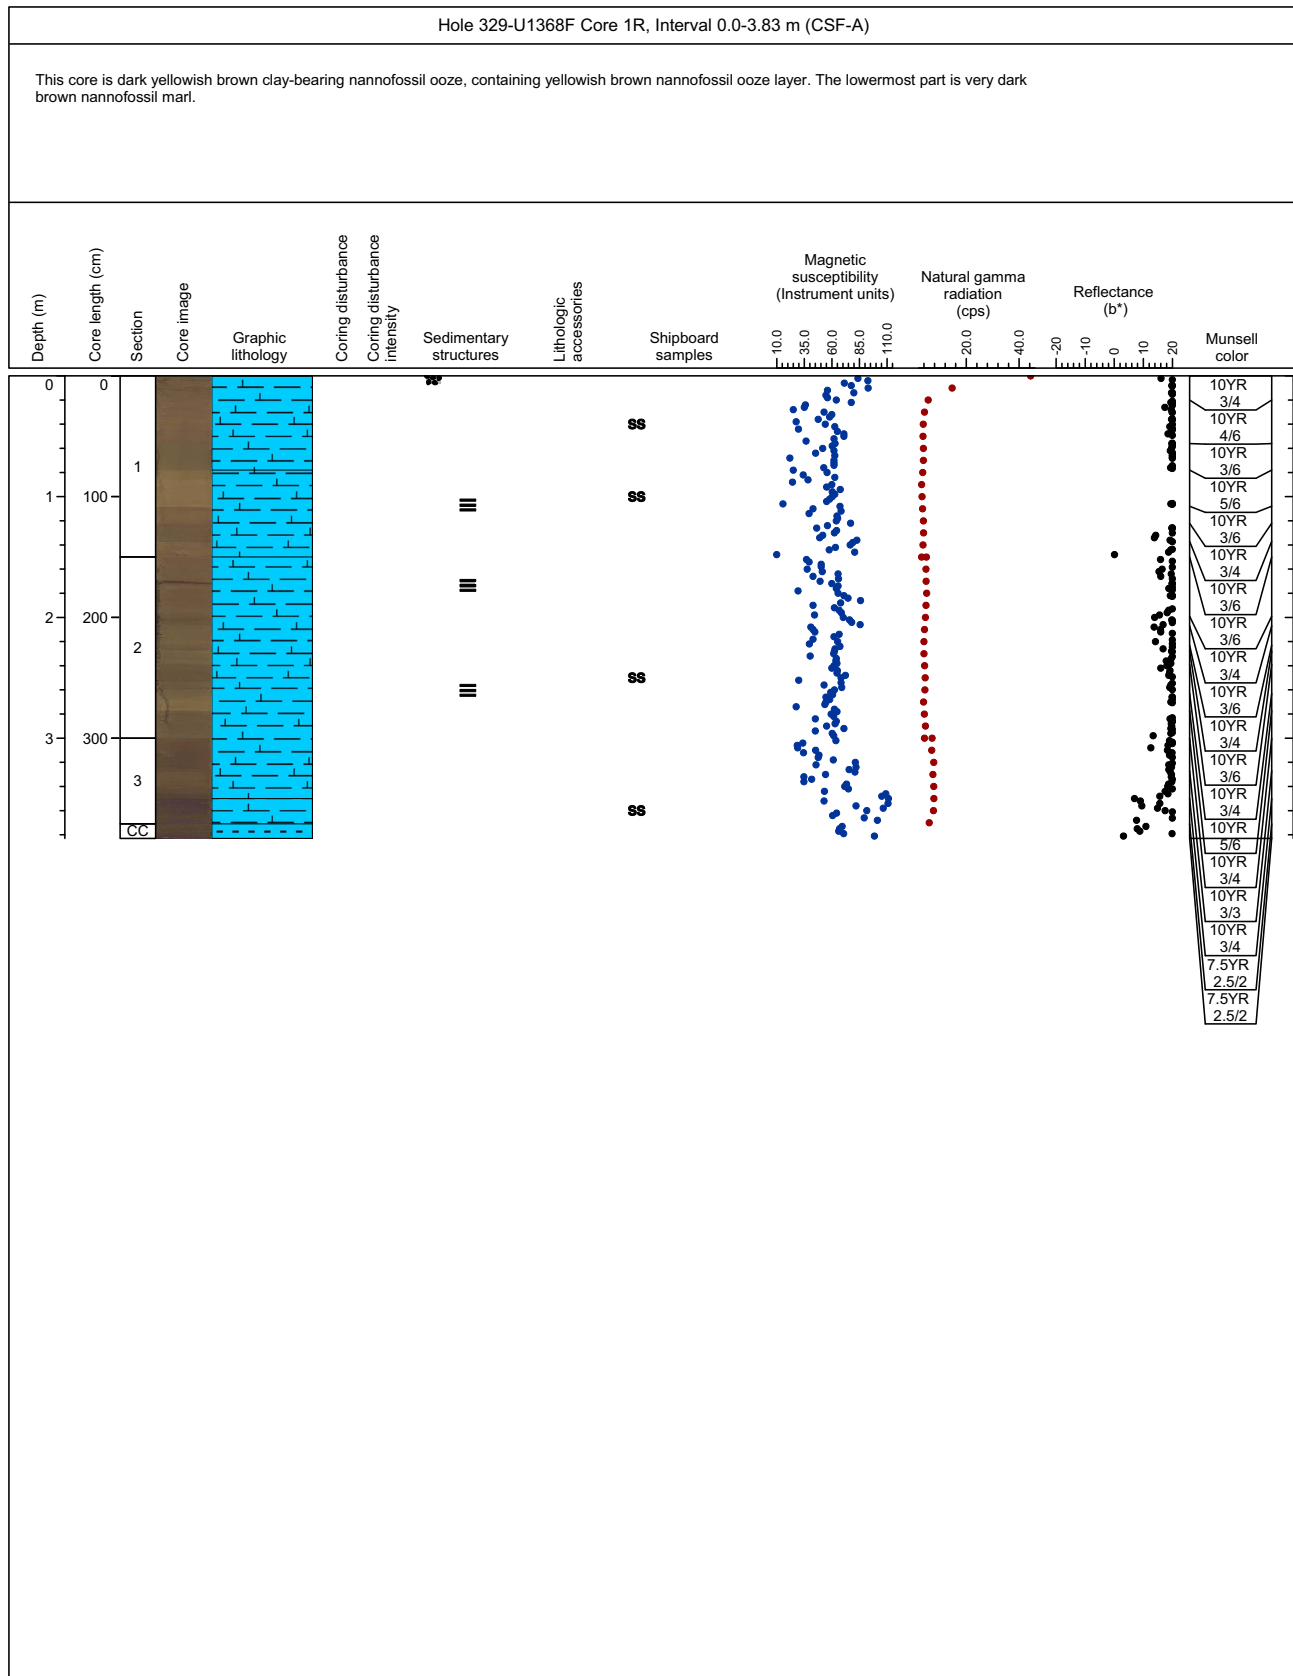 Hole 329-U1368F Core 1R, Interval 0.0-3.83 m (CSF-A)
This core is dark yellowish brown clay-bearing nannofossil ooze, containing yellowish brown nannofossil ooze layer. The lowermost part is very dark
brown nannofossil marl.
Depth (m)
Core length (cm)
Section
Core image
Graphic
lithology
Coring disturbance
Coring disturbance
intensity
Sedimentary
structures
Lithologic
accessories
Shipboard
samples
Magnetic
susceptibility
(Instrument units)
10.0
35.0
60.0
85.0
110.0
Natural gamma
radiation
(cps)
20.0
40.0
Reflectance
(b*)
-20
-10
0
10
20
Munsell
color
0
1
2
3
0
100
200
300
1
2
3
CC
SS
SS
SS
SS
10YR
3/4
10YR
4/6
10YR
3/6
10YR
5/6
10YR
3/6
10YR
3/4
10YR
3/6
10YR
3/6
10YR
3/4
10YR
3/6
10YR
3/4
10YR
3/6
10YR
3/4
10YR
5/6
10YR
3/4
10YR
3/3
10YR
3/4
7.5YR
2.5/2
7.5YR
2.5/2